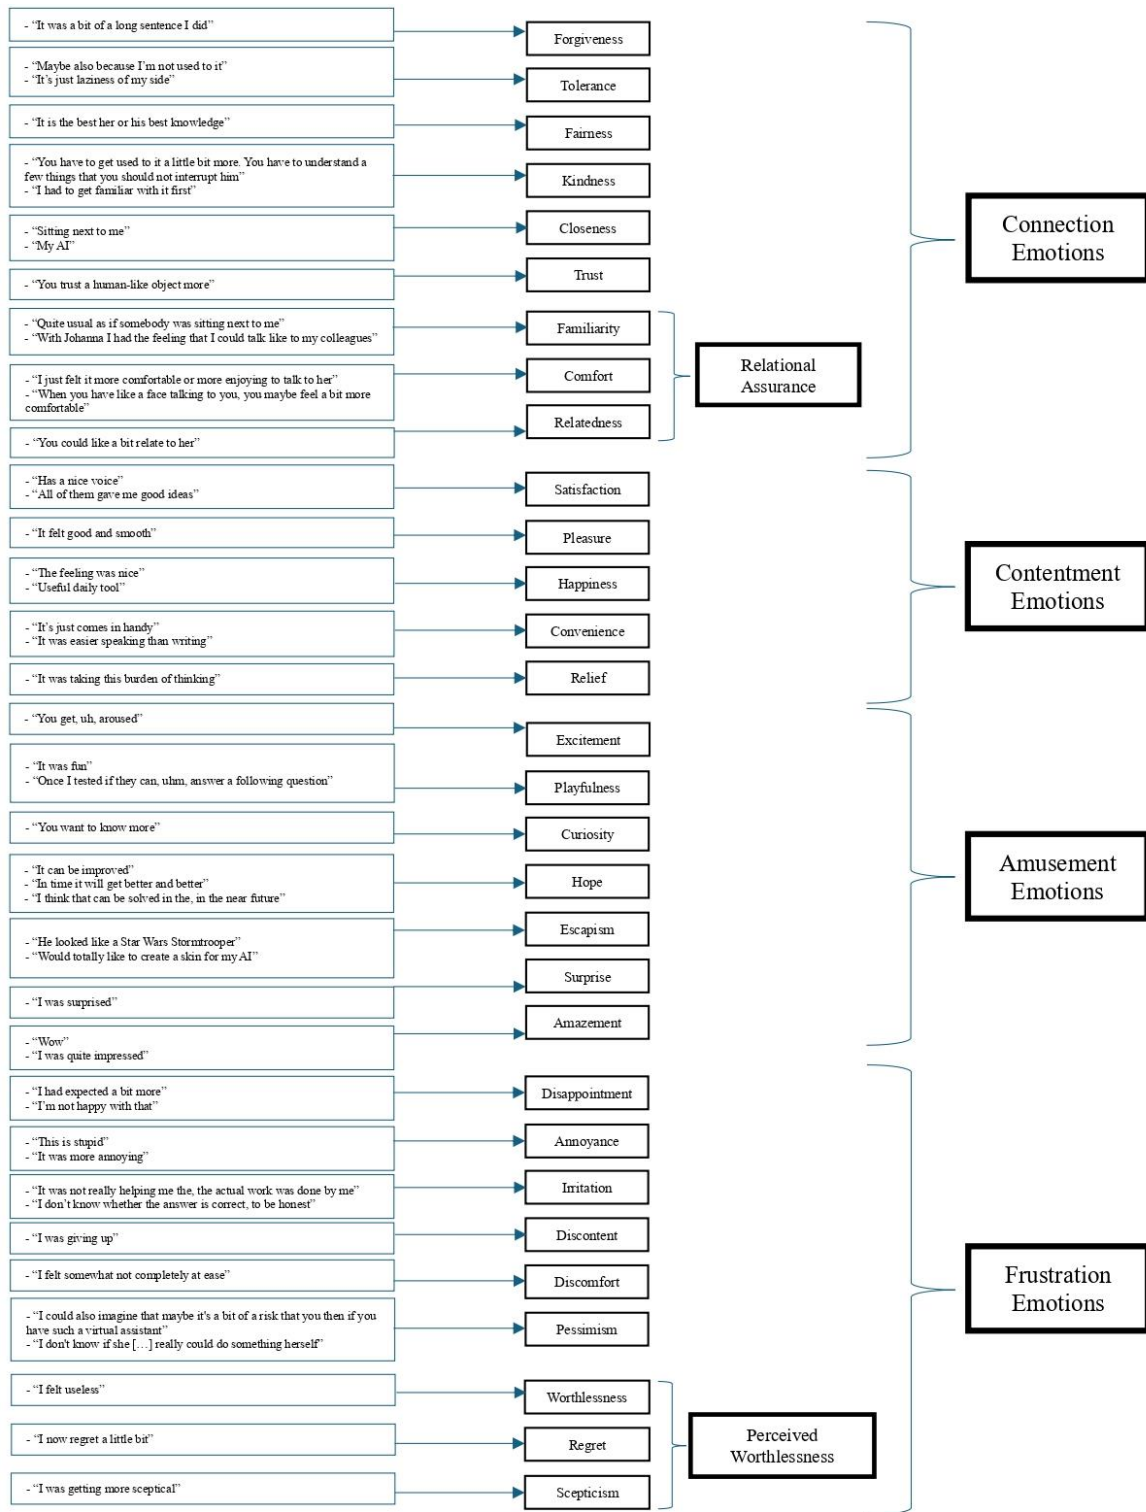 - “It was a bit of a long sentence I did”
Forgiveness
- “Maybe also because I’m not used to it”
- “It’s just laziness of my side”
Tolerance
- “It is the best her or his best knowledge”
Fairness
- “You have to get used to it a little bit more. You have to understand a
few things that you should not interrupt him”
- “I had to get familiar with it first”
Kindness
- “Sitting next to me”
- “My AI”
Closeness
- “You trust a human-like object more”
Trust
Connection
Emotions
- “Quite usual as if somebody was sitting next to me”
- “With Johanna I had the feeling that I could talk like to my colleagues”
Familiarity
- “I just felt it more comfortable or more enjoying to talk to her”
- “When you have like a face talking to you, you maybe feel a bit more
comfortable”
Comfort
- “You could like a bit relate to her”
Relatedness
Relational
Assurance
- “Has a nice voice”
- “All of them gave me good ideas”
Satisfaction
- “It felt good and smooth”
Pleasure
- “The feeling was nice”
- “Useful daily tool”
Happiness
- “It’s just comes in handy”
- “It was easier speaking than writing”
Convenience
- “It was taking this burden of thinking”
Relief
Contentment
Emotions
- “You get, uh, aroused”
Excitement
- “It was fun”
- “Once I tested if they can, uhm, answer a following question”
Playfulness
- “You want to know more”
Curiosity
- “It can be improved”
- “In time it will get better and better”
- “I think that can be solved in the, in the near future”
Hope
- “He looked like a Star Wars Stormtrooper”
- “Would totally like to create a skin for my AI”
Escapism
- “I was surprised”
Surprise
- “Wow”
- “I was quite impressed”
Amazement
Amusement
Emotions
- “I had expected a bit more”
- “I’m not happy with that”
Disappointment
- “This is stupid”
- “It was more annoying”
Annoyance
- “It was not really helping me the, the actual work was done by me”
- “I don’t know whether the answer is correct, to be honest”
Irritation
- “I was giving up”
Discontent
- “I felt somewhat not completely at ease”
Discomfort
- “I could also imagine that maybe it's a bit of a risk that you then if you
have such a virtual assistant”
- “I don't know if she […] really could do something herself”
Pessimism
Frustration
Emotions
- “I felt useless”
Worthlessness
- “I now regret a little bit”
Regret
- “I was getting more sceptical”
Scepticism
Perceived
Worthlessness